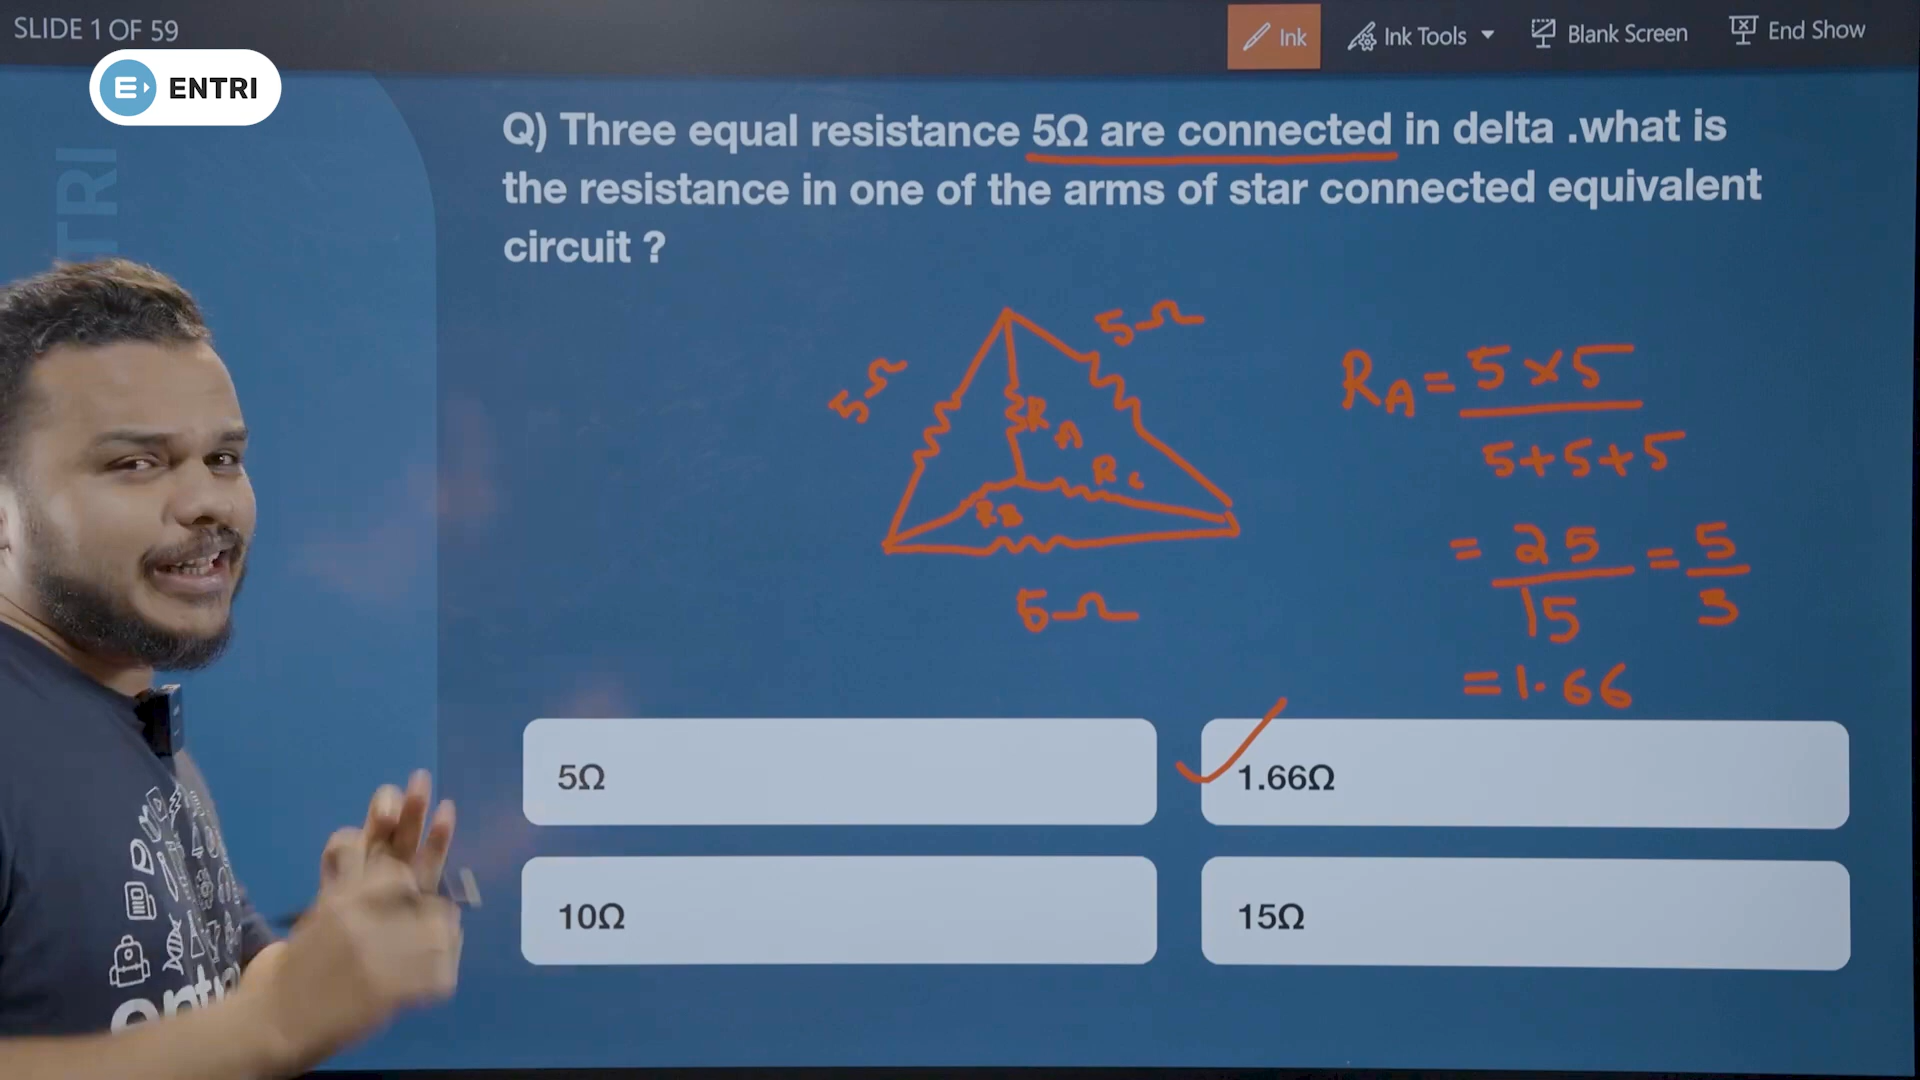 SLIDE 1 OF 59
Ink
Ink Tools
Blank Screen
End Show
ENTRI
TRI
Q) Three equal resistance 5Ω are connected in delta .what is
the resistance in one of the arms of star connected equivalent
circuit ?
5Ω
5Ω
RA
RC
RB
5Ω
RA = 5×5
5+5+5
= 25 = 5
15 3
= 1.66
5Ω
1.66Ω
10Ω
15Ω
entri